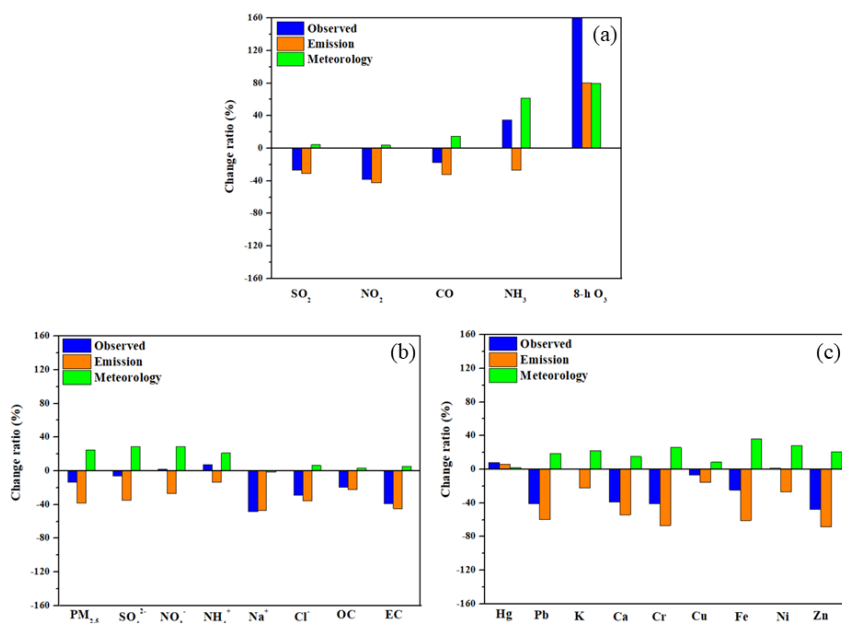 (a)
Observed
Emission
Meteorology
Change ratio (%)
160
120
80
40
0
-40
-80
-120
-160
SO₂ NO₂ CO NH₃ 8-h O₃
(b)
Observed
Emission
Meteorology
Change ratio (%)
160
120
80
40
0
-40
-80
-120
-160
PM₂.₅ SO₄²⁻ NO₃⁻ NH₄⁺ Na⁺ Cl⁻ OC EC
(c)
Observed
Emission
Meteorology
Change ratio (%)
160
120
80
40
0
-40
-80
-120
-160
Hg Pb K Ca Cr Cu Fe Ni Zn